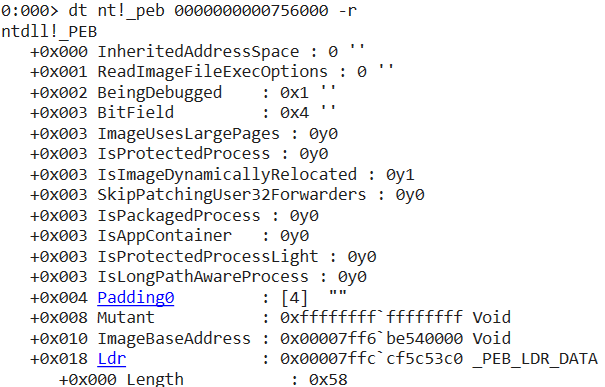 0:000> dt nt!_peb 0000000000756000 -r
ntdll!_PEB
+0x000 InheritedAddressSpace : 0 ''
+0x001 ReadImageFileExecOptions : 0 ''
+0x002 BeingDebugged    : 0x1 ''
+0x003 BitField         : 0x4 ''
+0x003 ImageUsesLargePages : 0y0
+0x003 IsProtectedProcess : 0y0
+0x003 IsImageDynamicallyRelocated : 0y1
+0x003 SkipPatchingUser32Forwarders : 0y0
+0x003 IsPackagedProcess : 0y0
+0x003 IsAppContainer   : 0y0
+0x003 IsProtectedProcessLight : 0y0
+0x003 IsLongPathAwareProcess : 0y0
+0x004 Padding0         : [4]  ""
+0x008 Mutant           : 0xffffffff`ffffffff Void
+0x010 ImageBaseAddress : 0x00007ff6`be540000 Void
+0x018 Ldr              : 0x00007ffc`cf5c53c0 _PEB_LDR_DATA
+0x000 Length           : 0x58